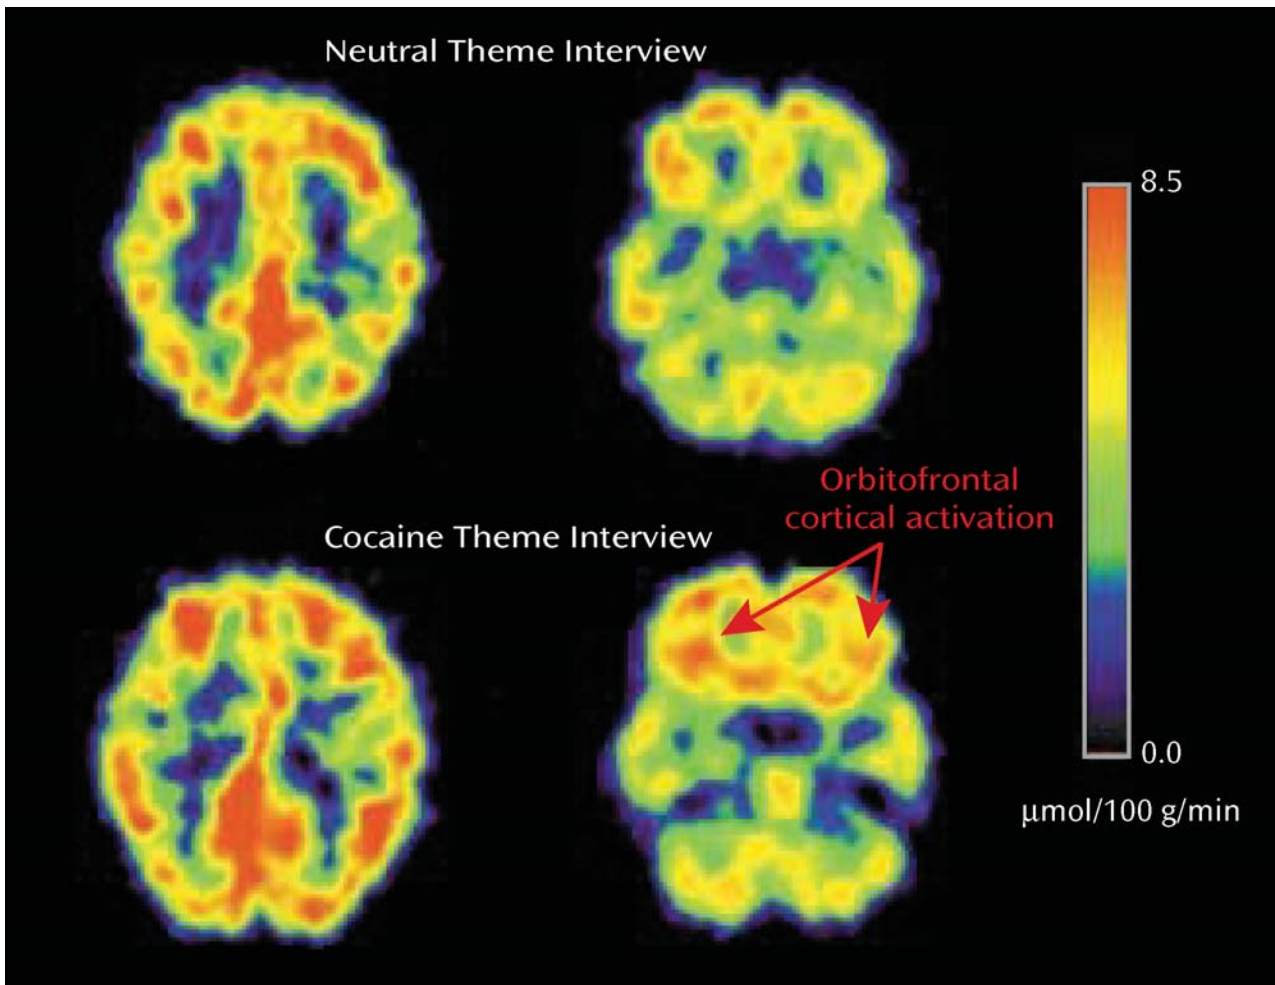 Neutral Theme Interview
8.5
Orbitofrontal
cortical activation
Cocaine Theme Interview
0.0
μmol/100 g/min